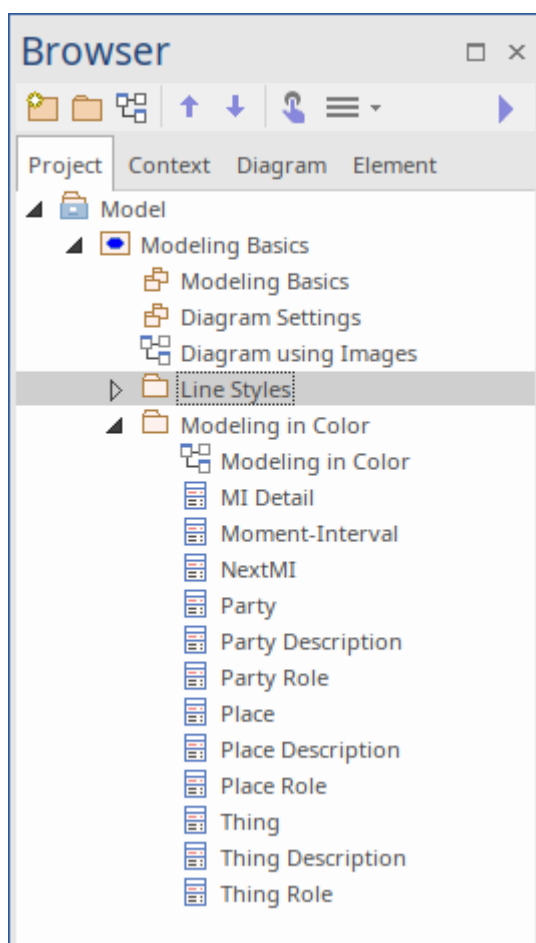 Browser
Project Context Diagram Element
Model
Modeling Basics
Modeling Basics
Diagram Settings
Diagram using Images
Line Styles
Modeling in Color
Modeling in Color
MI Detail
Moment-Interval
NextMI
Party
Party Description
Party Role
Place
Place Description
Place Role
Thing
Thing Description
Thing Role